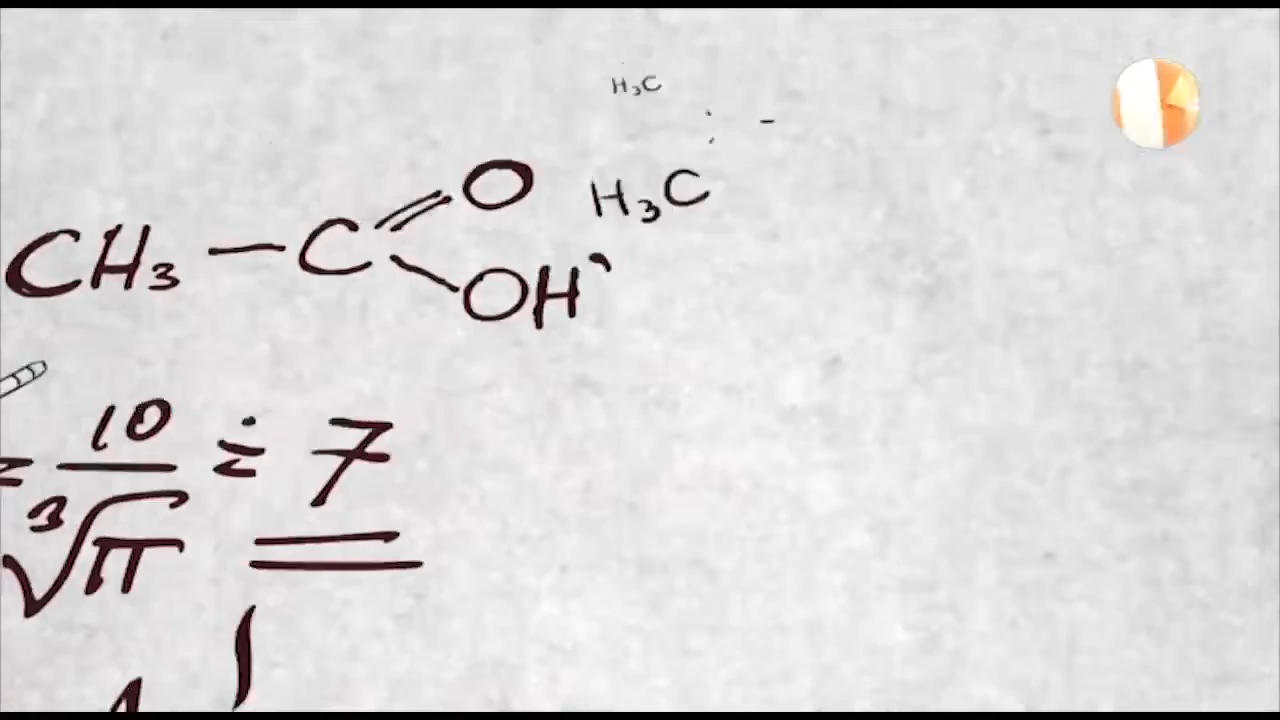 H₃C
H₃C
CH₃ — C
O
OH
= 10 / ³√π ≐ 7